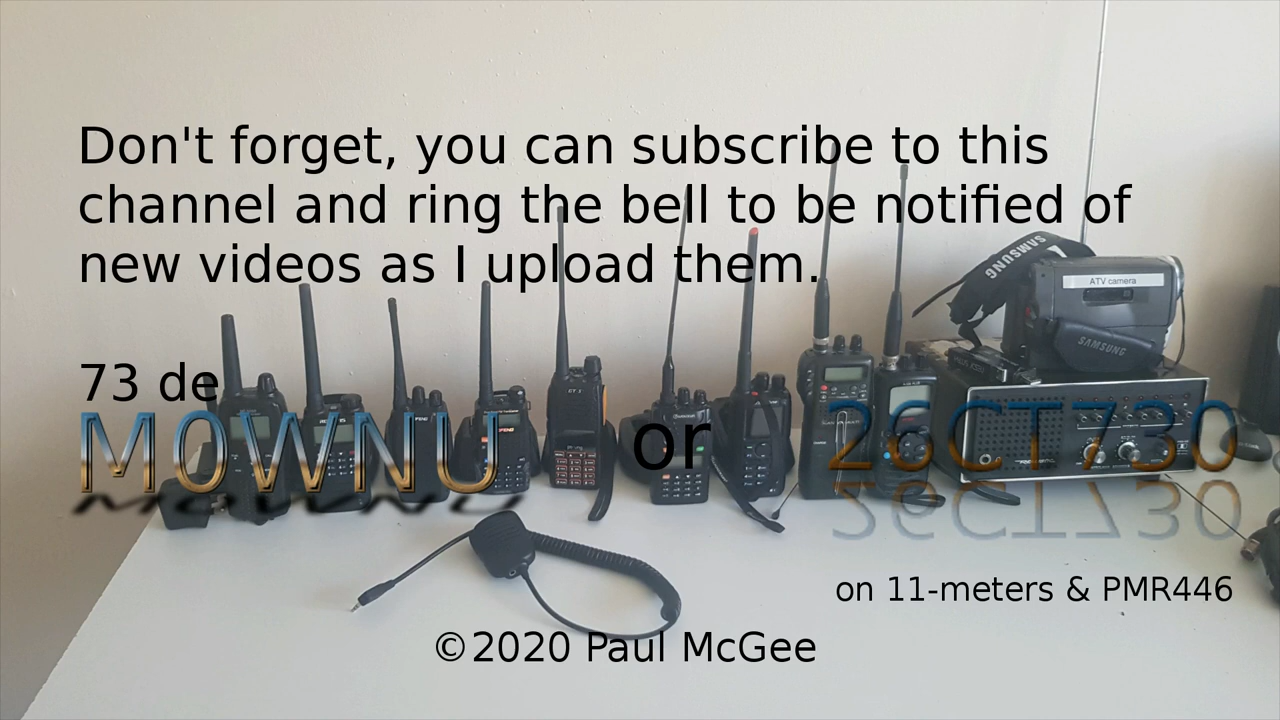 Don't forget, you can subscribe to this
channel and ring the bell to be notified of
new videos as I upload them.
73 de
M0WNU or 26CT730
on 11-meters & PMR446
©2020 Paul McGee
SAMSUNG
ATV camera
SAMSUNG